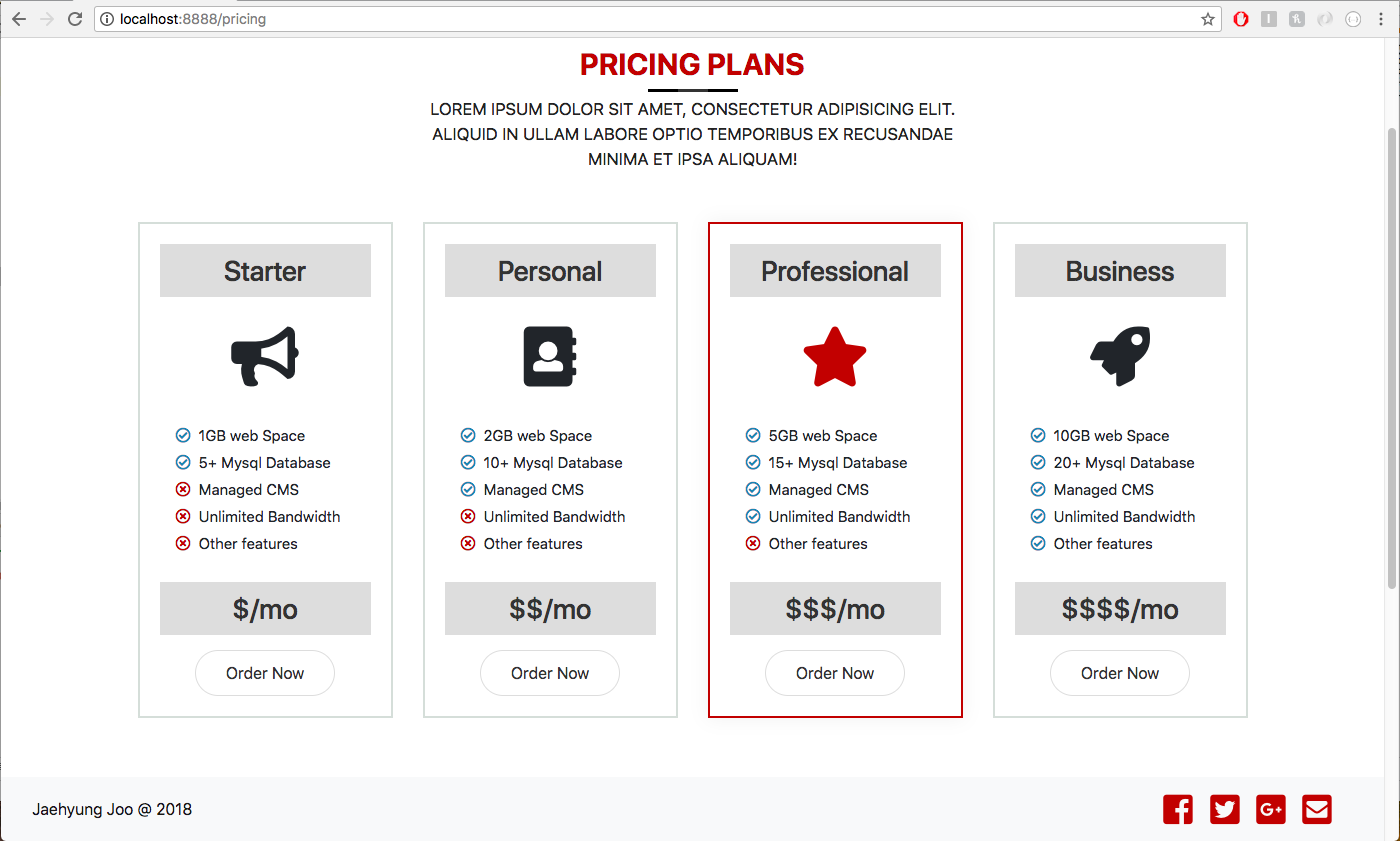 localhost:8888/pricing
PRICING PLANS
LOREM IPSUM DOLOR SIT AMET, CONSECTETUR ADIPISICING ELIT.
ALIQUID IN ULLAM LABORE OPTIO TEMPORIBUS EX RECUSANDAE
MINIMA ET IPSA ALIQUAM!
Starter
1GB web Space
5+ Mysql Database
Managed CMS
Unlimited Bandwidth
Other features
$/mo
Order Now
Personal
2GB web Space
10+ Mysql Database
Managed CMS
Unlimited Bandwidth
Other features
$$/mo
Order Now
Professional
5GB web Space
15+ Mysql Database
Managed CMS
Unlimited Bandwidth
Other features
$$$/mo
Order Now
Business
10GB web Space
20+ Mysql Database
Managed CMS
Unlimited Bandwidth
Other features
$$$$/mo
Order Now
Jaehyung Joo @ 2018
G+